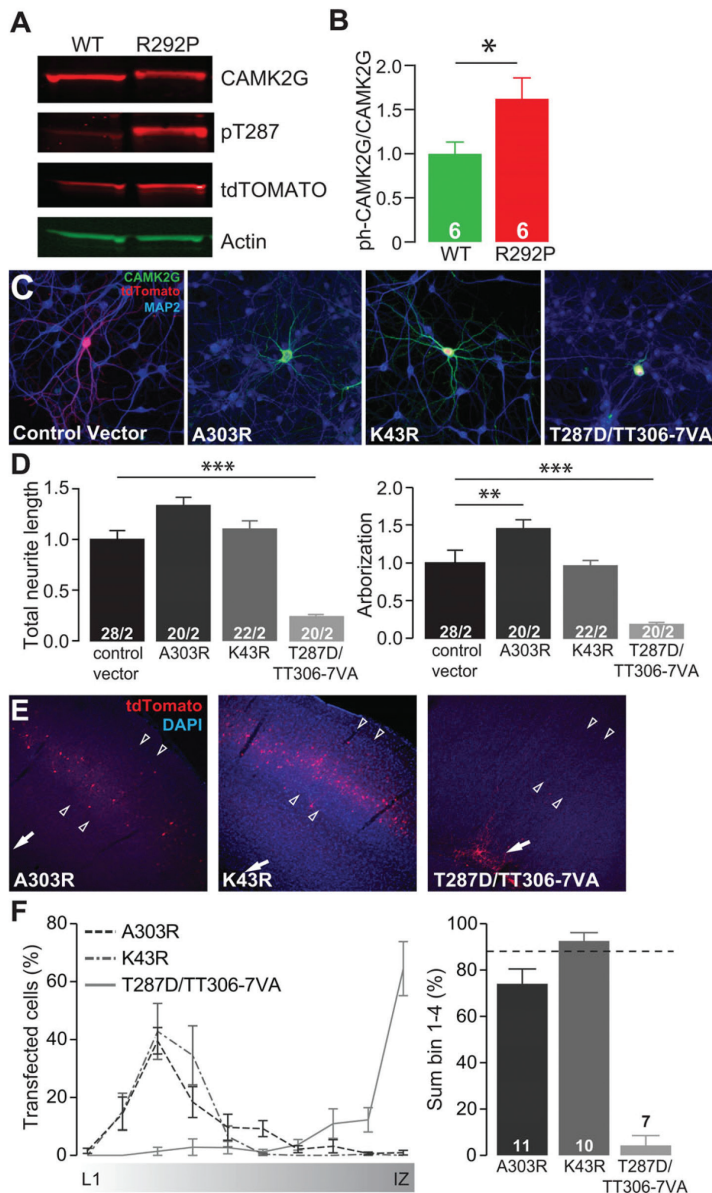 A
WT R292P
CAMK2G
pT287
tdTOMATO
Actin
B
*
ph-CAMK2G/CAMK2G
2.0
1.5
1.0
0.5
0
6 6
WT R292P
C
CAMK2G
tdTomato
MAP2
Control Vector
A303R
K43R
T287D/TT306-7VA
D
***
Total neurite length
1.5
1.0
0.5
0.0
28/2 20/2 22/2 20/2
control vector
A303R
K43R
T287D/
TT306-7VA
***
**
Arborization
2.0
1.5
1.0
0.5
0.0
28/2 20/2 22/2 20/2
control vector
A303R
K43R
T287D/
TT306-7VA
E
tdTomato
DAPI
A303R
K43R
T287D/TT306-7VA
F
A303R
K43R
T287D/TT306-7VA
Transfected cells (%)
80
60
40
20
0
L1 IZ
Sum bin 1-4 (%)
100
80
60
40
20
0
11 10 7
A303R
K43R
T287D/
TT306-7VA